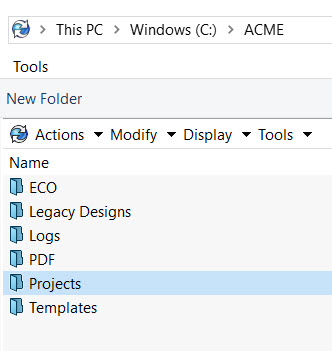 This PC > Windows (C:) > ACME
Tools
New Folder
Actions Modify Display Tools
Name
ECO
Legacy Designs
Logs
PDF
Projects
Templates